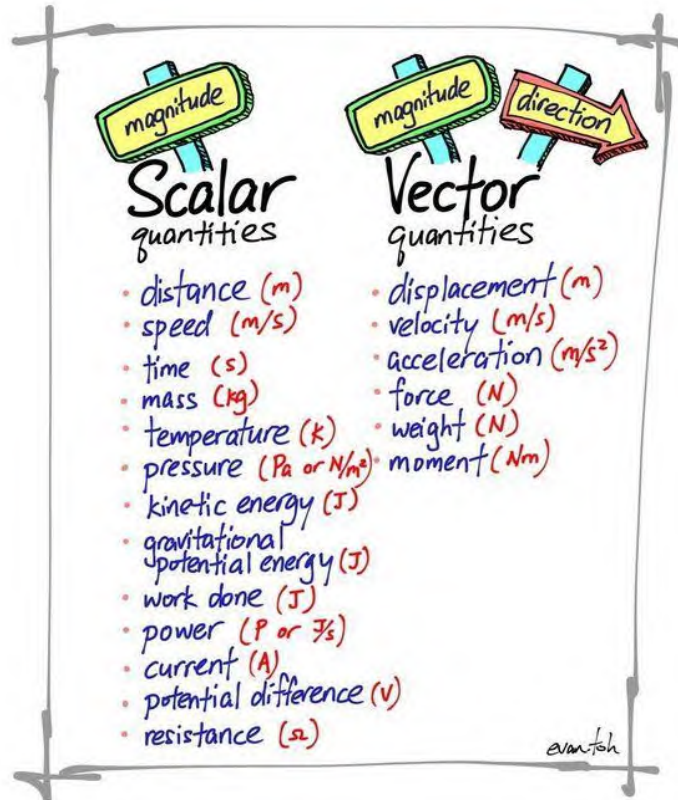 magnitude
Scalar
quantities
• distance (m)
• speed (m/s)
• time (s)
• mass (kg)
• temperature (K)
• pressure (Pa or N/m²)
• kinetic energy (J)
• gravitational
potential energy (J)
• work done (J)
• power (P or J/s)
• current (A)
• potential difference (V)
• resistance (Ω)
magnitude
direction
Vector
quantities
• displacement (m)
• velocity (m/s)
• acceleration (m/s²)
• force (N)
• weight (N)
• moment (Nm)
evantoh